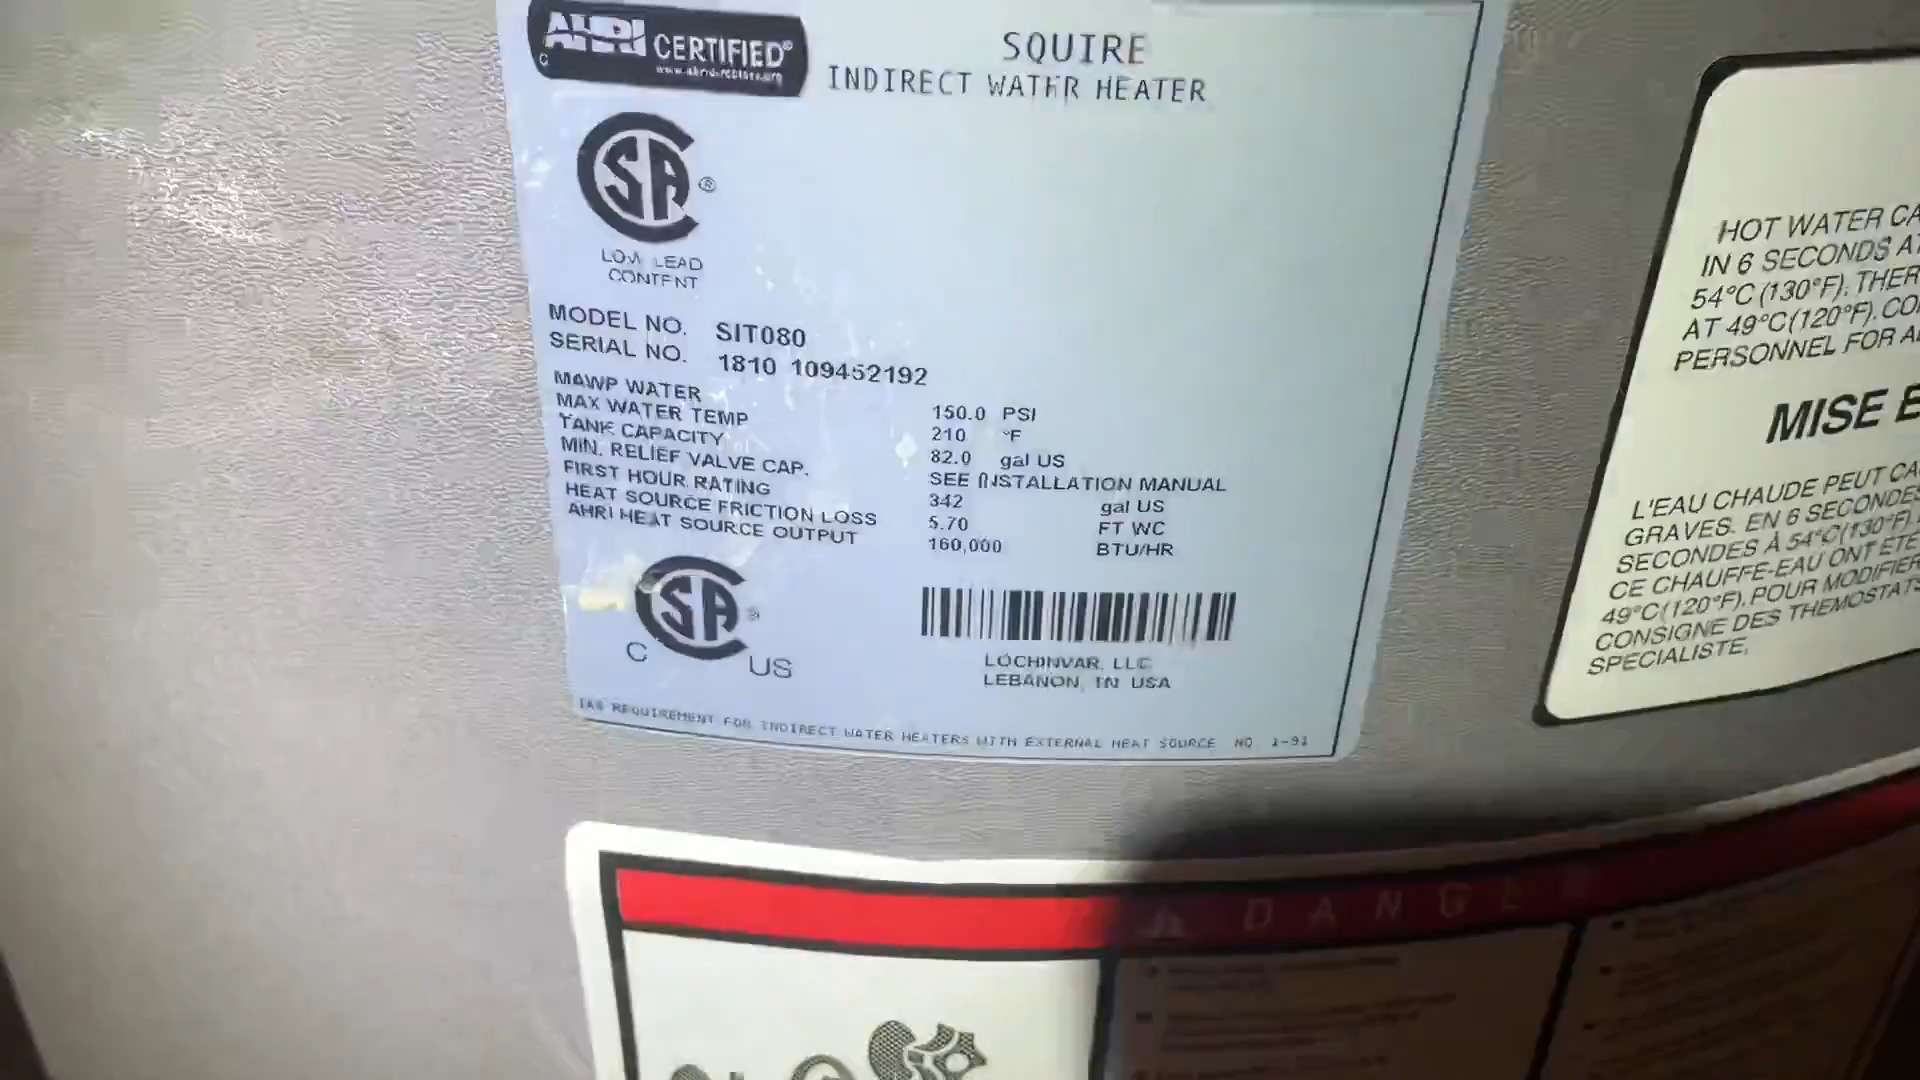 AHRI CERTIFIED®
www.ahridirectory.org
C
SQUIRE
INDIRECT WATER HEATER
SA ®
LOW LEAD
CONTENT
MODEL NO. SIT080
SERIAL NO. 1810 109452192
MAWP WATER 150.0 PSI
MAX WATER TEMP 210 °F
TANK CAPACITY 82.0 gal US
MIN. RELIEF VALVE CAP. SEE INSTALLATION MANUAL
FIRST HOUR RATING 342 gal US
HEAT SOURCE FRICTION LOSS 5.70 FT WC
AHRI HEAT SOURCE OUTPUT 160,000 BTU/HR
C SA ® US
LOCHINVAR, LLC
LEBANON, TN USA
IAS REQUIREMENT FOR INDIRECT WATER HEATERS WITH EXTERNAL HEAT SOURCE NO 1-91
HOT WATER CA
IN 6 SECONDS AT
54°C (130°F). THER
AT 49°C(120°F). CO
PERSONNEL FOR A
MISE
L'EAU CHAUDE PEUT CA
GRAVES. EN 6 SECONDES
SECONDES À 54°C(130°F).
CE CHAUFFE-EAU ONT ÉTÉ
49°C(120°F). POUR MODIFIER
CONSIGNE DES THEMOSTATS
SPECIALISTE,
DANGER